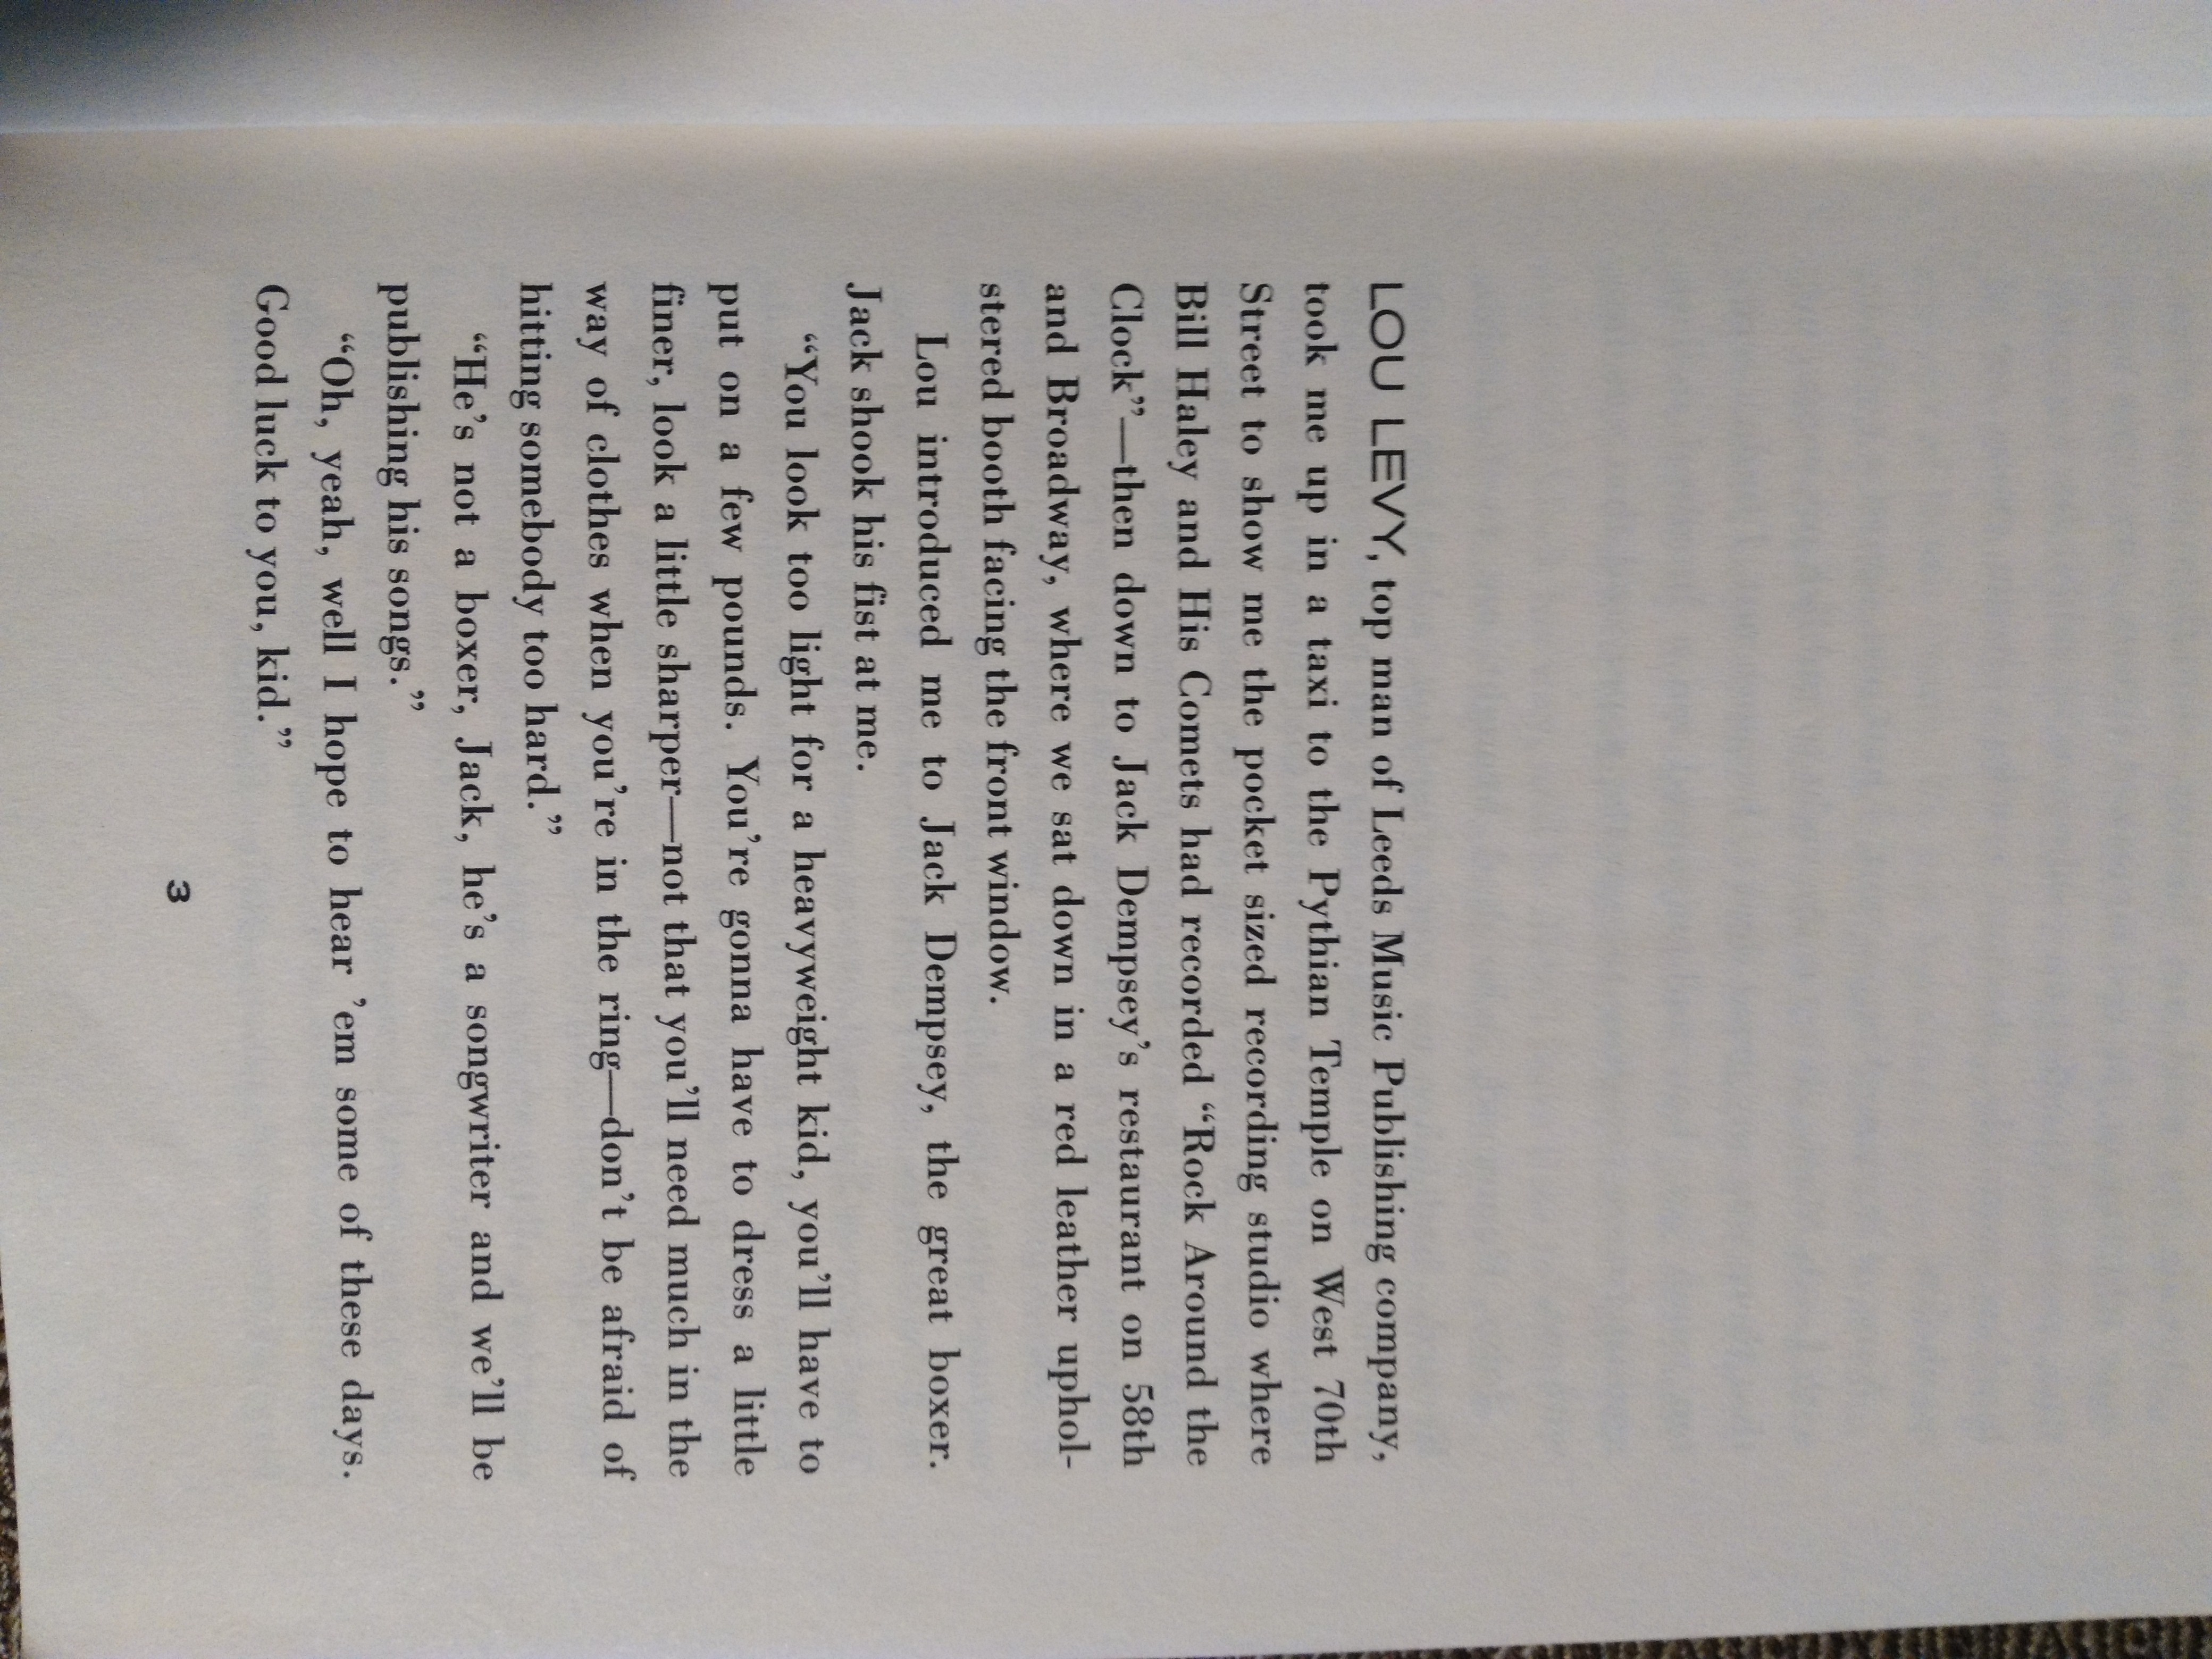 LOU LEVY, top man of Leeds Music Publishing company,
took me up in a taxi to the Pythian Temple on West 70th
Street to show me the pocket sized recording studio where
Bill Haley and His Comets had recorded “Rock Around the
Clock”—then down to Jack Dempsey’s restaurant on 58th
and Broadway, where we sat down in a red leather uphol-
stered booth facing the front window.
Lou introduced me to Jack Dempsey, the great boxer.
Jack shook his fist at me.
“You look too light for a heavyweight kid, you’ll have to
put on a few pounds. You’re gonna have to dress a little
finer, look a little sharper—not that you’ll need much in the
way of clothes when you’re in the ring—don’t be afraid of
hitting somebody too hard.”
“He’s not a boxer, Jack, he’s a songwriter and we’ll be
publishing his songs.”
“Oh, yeah, well I hope to hear ’em some of these days.
Good luck to you, kid.”
3